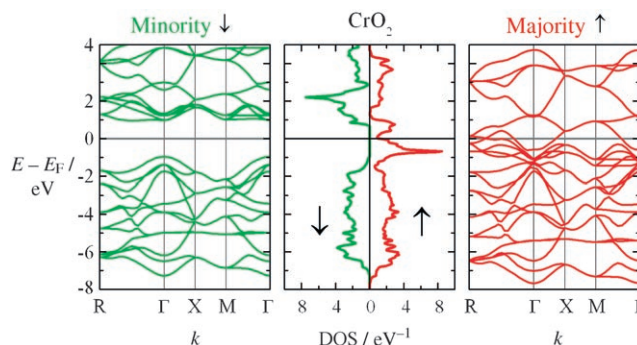 Minority ↓
CrO₂
Majority ↑
4
2
0
-2
-4
-6
-8
E – E_F /
eV
↓
↑
R Γ X M Γ
8 4 0 4 8
R Γ X M
k
DOS / eV⁻¹
k